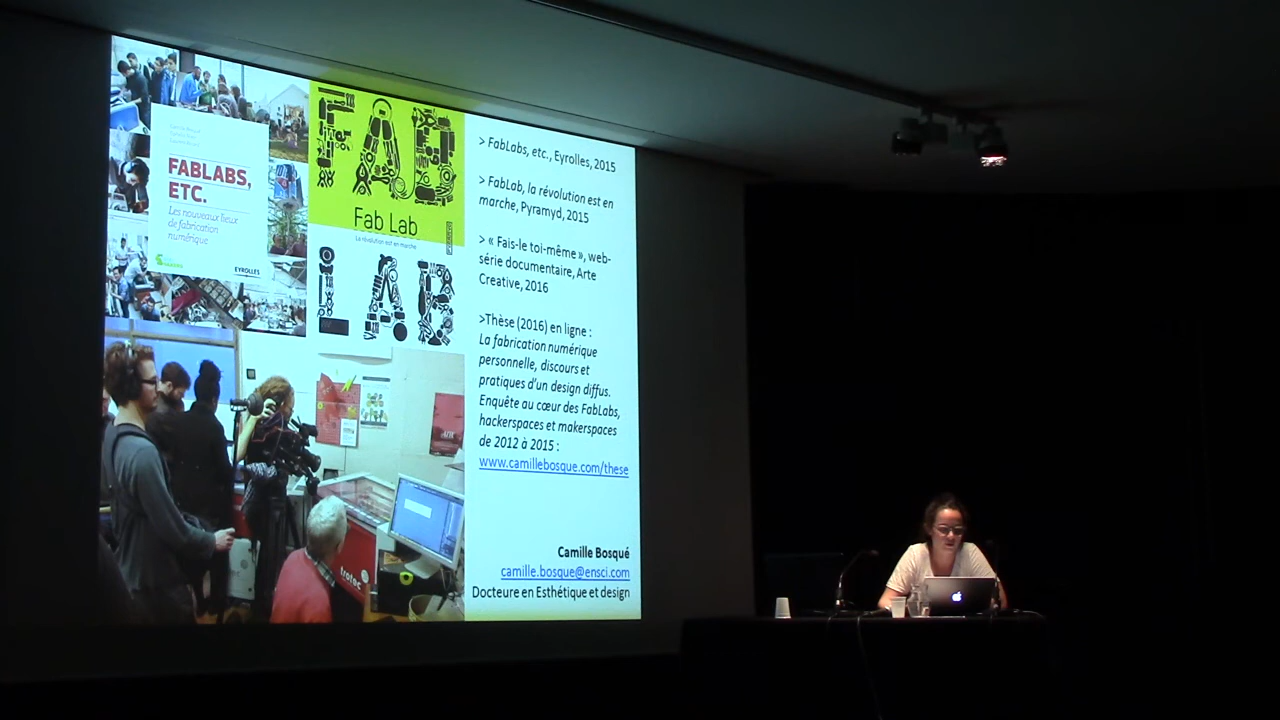 FABLABS,
ETC.
Les nouveaux lieux
de fabrication
numérique
EYROLLES
FAB
Fab Lab
La révolution est en marche
LAB
> FabLabs, etc., Eyrolles, 2015
> FabLab, la révolution est en
marche, Pyramyd, 2015
> « Fais-le toi-même », web-
série documentaire, Arte
Creative, 2016
>Thèse (2016) en ligne :
La fabrication numérique
personnelle, discours et
pratiques d'un design diffus.
Enquête au cœur des FabLabs,
hackerspaces et makerspaces
de 2012 à 2015 :
www.camillebosque.com/these
trotec
Camille Bosqué
camille.bosque@ensci.com
Docteure en Esthétique et design